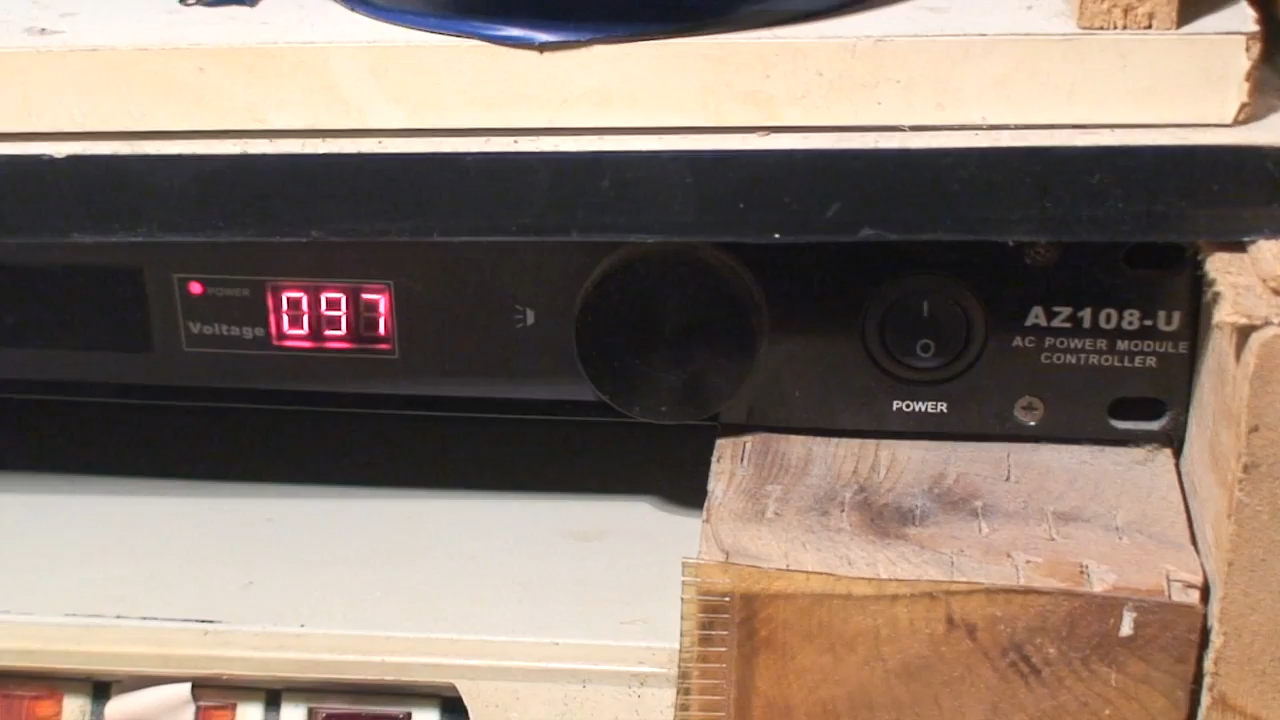 POWER
Voltage
097
AZ108-U
AC POWER MODULE
CONTROLLER
I
O
POWER